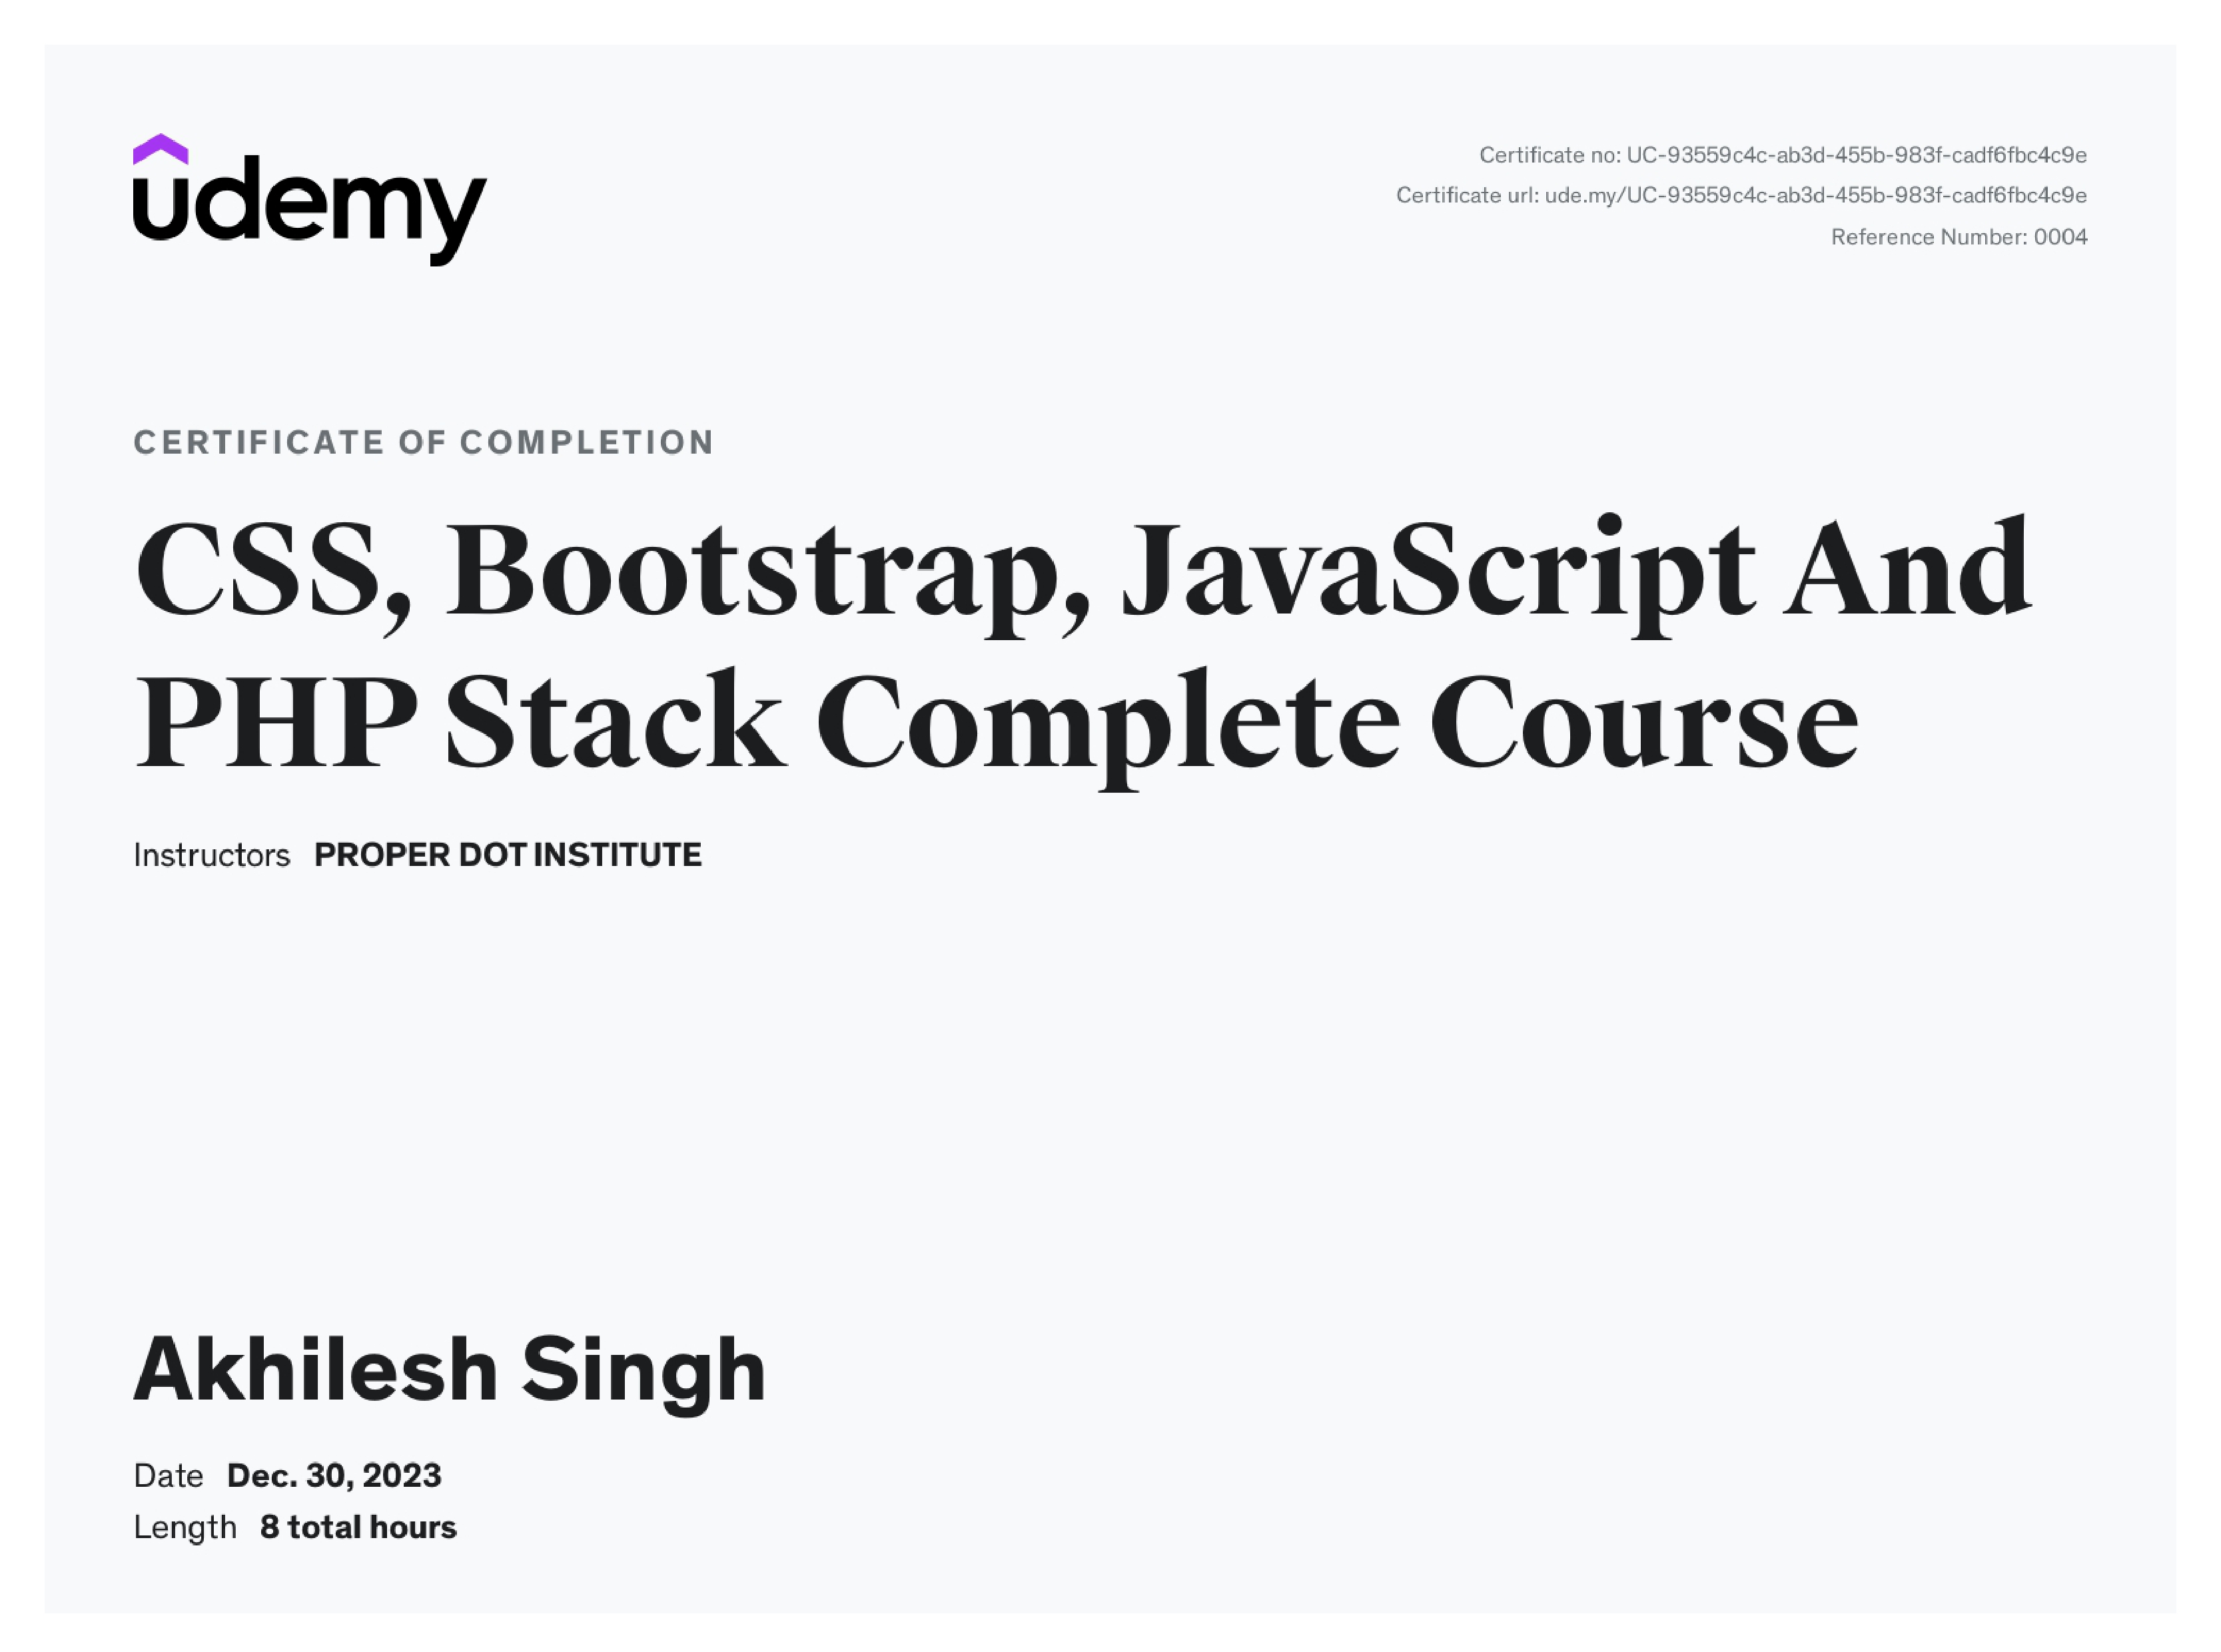 udemy
Certificate no: UC-93559c4c-ab3d-455b-983f-cadf6fbc4c9e
Certificate url: ude.my/UC-93559c4c-ab3d-455b-983f-cadf6fbc4c9e
Reference Number: 0004
CERTIFICATE OF COMPLETION
CSS, Bootstrap, JavaScript And
PHP Stack Complete Course
Instructors PROPER DOT INSTITUTE
Akhilesh Singh
Date Dec. 30, 2023
Length 8 total hours